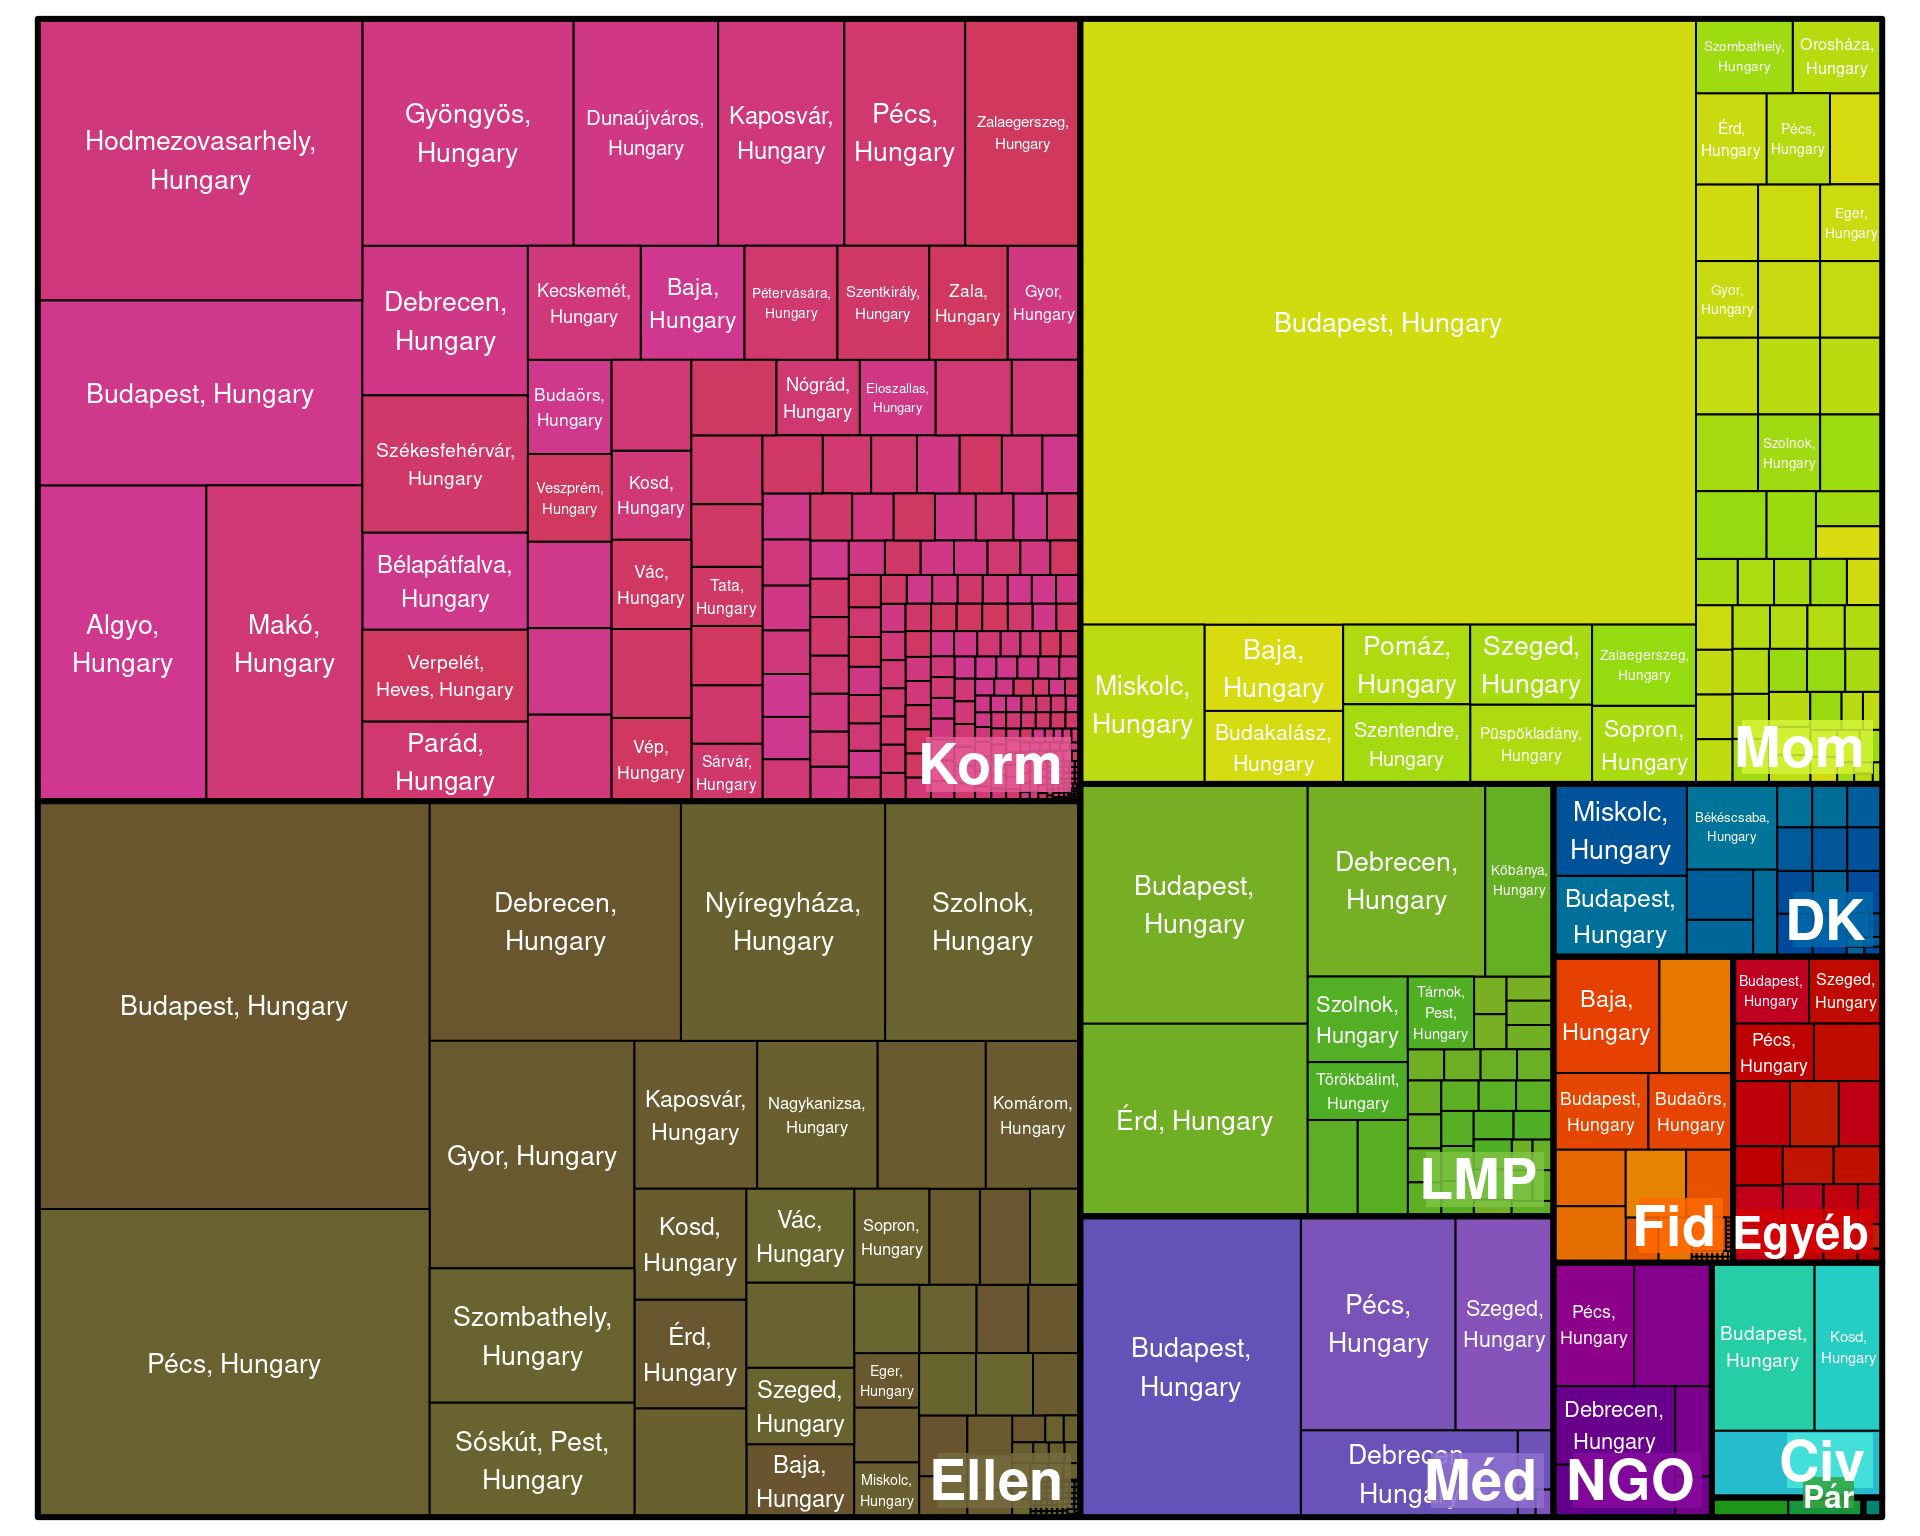 Hodmezovasarhely,
Hungary
Budapest, Hungary
Algyo,
Hungary
Makó,
Hungary
Gyöngyös,
Hungary
Dunaújváros,
Hungary
Kaposvár,
Hungary
Pécs,
Hungary
Zalaegerszeg,
Hungary
Debrecen,
Hungary
Székesfehérvár,
Hungary
Bélapátfalva,
Hungary
Verpelét,
Heves, Hungary
Parád,
Hungary
Kecskemét,
Hungary
Baja,
Hungary
Pétervására,
Hungary
Szentkirály,
Hungary
Zala,
Hungary
Gyor,
Hungary
Budaörs,
Hungary
Veszprém,
Hungary
Kosd,
Hungary
Vác,
Hungary
Vép,
Hungary
Nógrád,
Hungary
Eloszallas,
Hungary
Tata,
Hungary
Sárvár,
Hungary
Korm
Budapest, Hungary
Miskolc,
Hungary
Baja,
Hungary
Budakalász,
Hungary
Pomáz,
Hungary
Szentendre,
Hungary
Szeged,
Hungary
Püspökladány,
Hungary
Zalaegerszeg,
Hungary
Sopron,
Hungary
Szombathely,
Hungary
Orosháza,
Hungary
Érd,
Hungary
Pécs,
Hungary
Eger,
Hungary
Gyor,
Hungary
Szolnok,
Hungary
Mom
Budapest, Hungary
Pécs, Hungary
Debrecen,
Hungary
Nyíregyháza,
Hungary
Szolnok,
Hungary
Gyor, Hungary
Szombathely,
Hungary
Sóskút, Pest,
Hungary
Kaposvár,
Hungary
Nagykanizsa,
Hungary
Komárom,
Hungary
Kosd,
Hungary
Érd,
Hungary
Vác,
Hungary
Szeged,
Hungary
Baja,
Hungary
Sopron,
Hungary
Eger,
Hungary
Miskolc,
Hungary
Ellen
Budapest,
Hungary
Érd, Hungary
Debrecen,
Hungary
Kőbánya,
Hungary
Szolnok,
Hungary
Tárnok,
Pest,
Hungary
Törökbálint,
Hungary
LMP
Budapest,
Hungary
Pécs,
Hungary
Szeged,
Hungary
Debrecen,
Hungary
Méd
Miskolc,
Hungary
Budapest,
Hungary
Békéscsaba,
Hungary
DK
Baja,
Hungary
Budapest,
Hungary
Budaörs,
Hungary
Fid
Budapest,
Hungary
Szeged,
Hungary
Pécs,
Hungary
Egyéb
Pécs,
Hungary
Debrecen,
Hungary
NGO
Budapest,
Hungary
Kosd,
Hungary
Civ
Pár